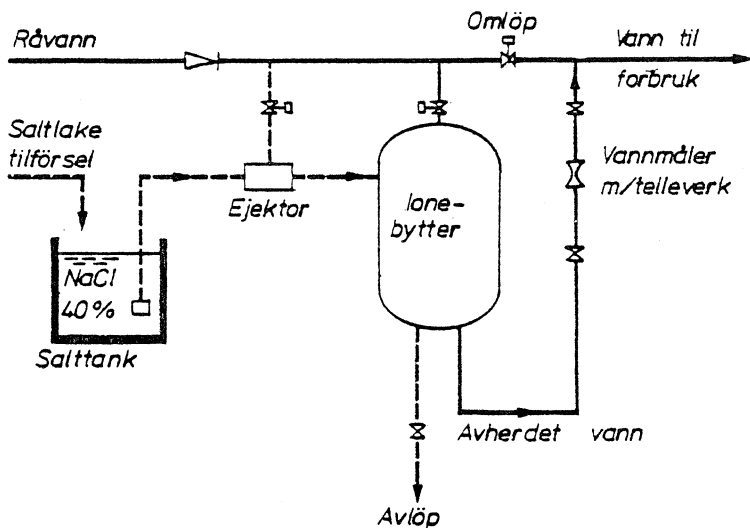 Råvann
Omlöp
Vann til
forbruk
Saltlake
tilförsel
Ejektor
Ione-
bytter
Vannmåler
m/telleverk
NaCl
40%
Salttank
Avherdet vann
Avlöp